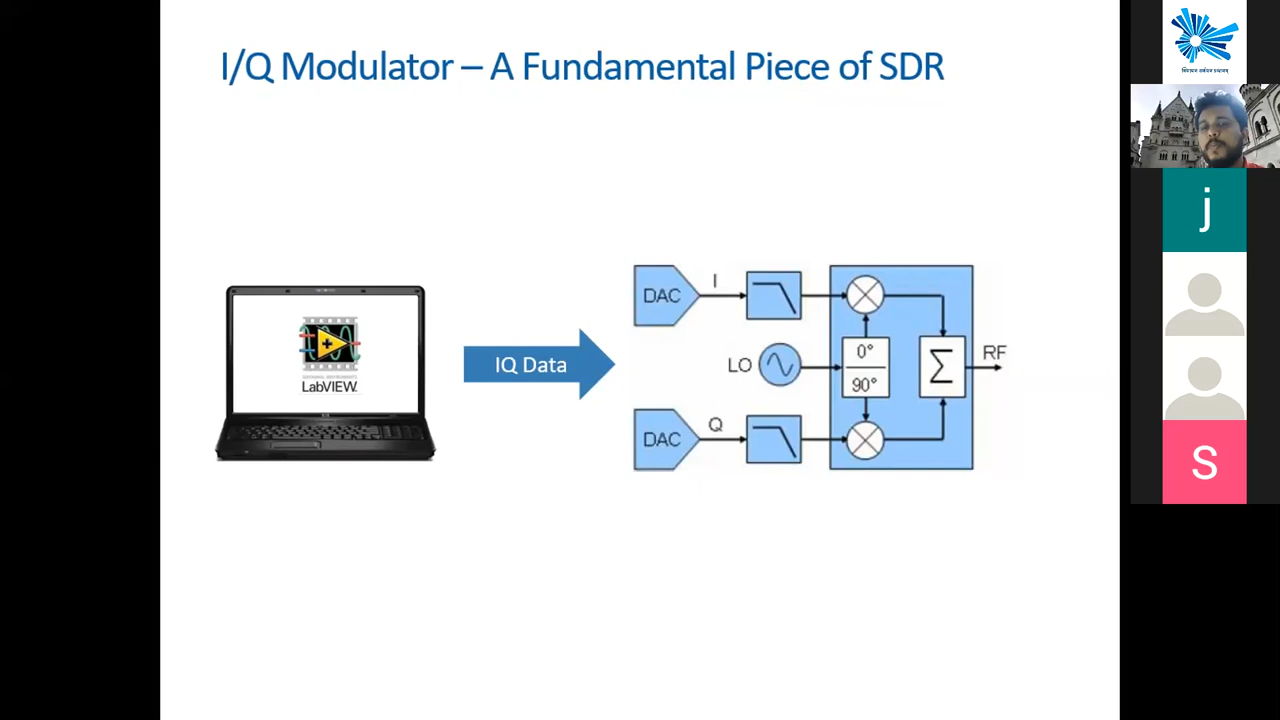 I/Q Modulator – A Fundamental Piece of SDR
LabVIEW
IQ Data
DAC
I
LO
0°
90°
Σ
RF
DAC
Q
j
S